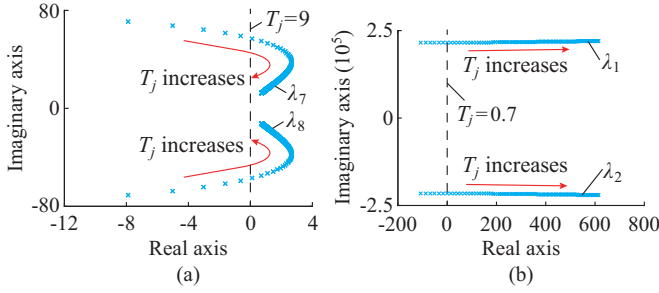 80
40
0
-40
-80
Imaginary axis
T_j = 9
T_j increases
λ_7
λ_8
T_j increases
-12
-8
-4
0
4
Real axis
(a)
2.5
0
-2.5
Imaginary axis (10^5)
T_j increases
λ_1
T_j = 0.7
T_j increases
λ_2
-200
0
200
400
600
800
Real axis
(b)